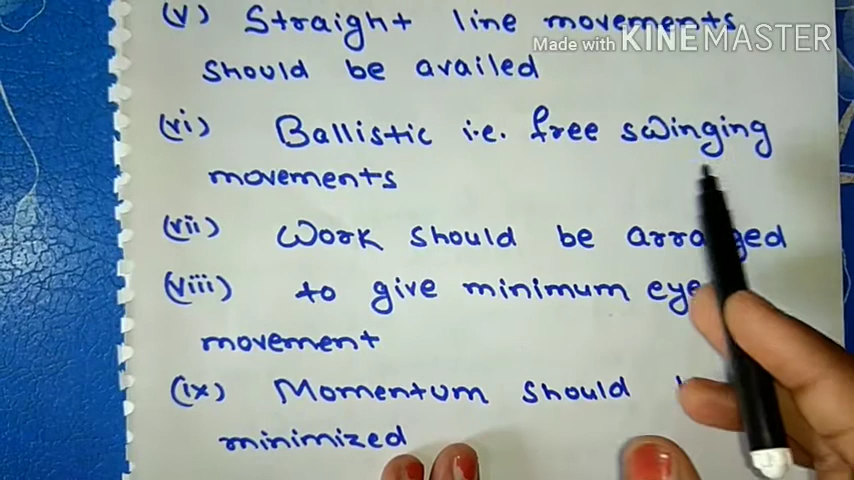 (v) Straight line movements
Made with KINEMASTER
should be availed
(vi) Ballistic i.e. free swinging
movements
(vii) Work should be arranged
(viii) to give minimum eye
movement
(ix) Momentum should
minimized